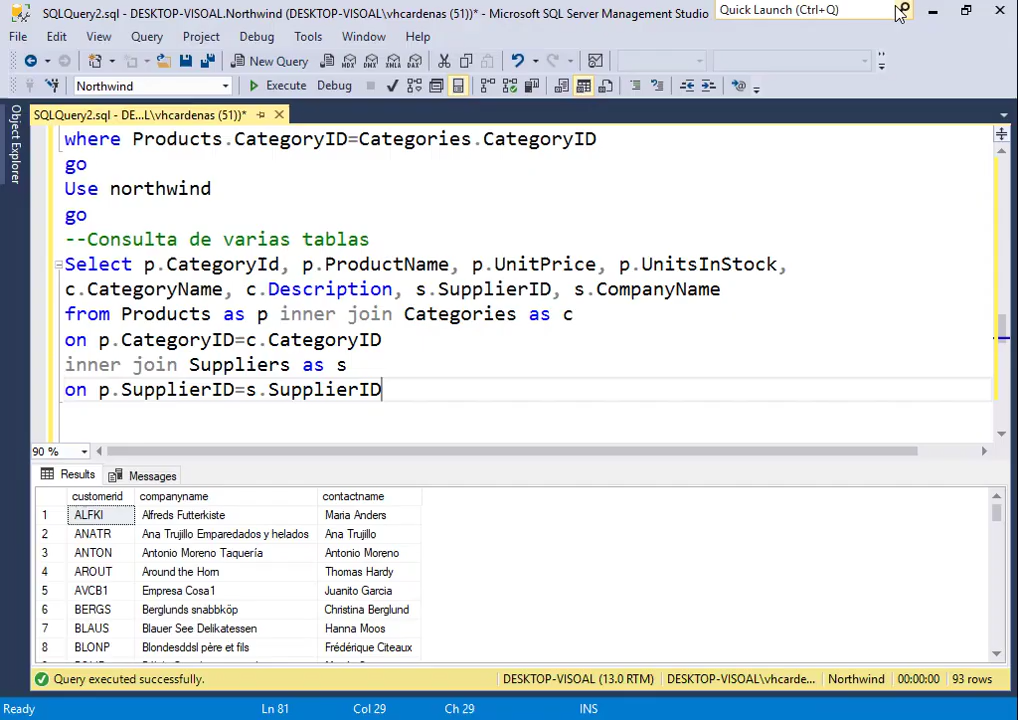 SQLQuery2.sql - DESKTOP-VISOAL.Northwind (DESKTOP-VISOAL\vhcardenas (51))* - Microsoft SQL Server Management Studio
Quick Launch (Ctrl+Q)
File Edit View Query Project Debug Tools Window Help
New Query
MDX DMX XML DAX
Northwind Execute Debug
SQLQuery2.sql - DE...L\vhcardenas (51))*
Object Explorer
where Products.CategoryID=Categories.CategoryID
go
Use northwind
go
--Consulta de varias tablas
Select p.CategoryId, p.ProductName, p.UnitPrice, p.UnitsInStock,
c.CategoryName, c.Description, s.SupplierID, s.CompanyName
from Products as p inner join Categories as c
on p.CategoryID=c.CategoryID
inner join Suppliers as s
on p.SupplierID=s.SupplierID
90 %
Results Messages
customerid companyname contactname
1 ALFKI Alfreds Futterkiste Maria Anders
2 ANATR Ana Trujillo Emparedados y helados Ana Trujillo
3 ANTON Antonio Moreno Taquería Antonio Moreno
4 AROUT Around the Horn Thomas Hardy
5 AVCB1 Empresa Cosa1 Juanito Garcia
6 BERGS Berglunds snabbköp Christina Berglund
7 BLAUS Blauer See Delikatessen Hanna Moos
8 BLONP Blondesddsl père et fils Frédérique Citeaux
Query executed successfully. DESKTOP-VISOAL (13.0 RTM) DESKTOP-VISOAL\vhcarde... Northwind 00:00:00 93 rows
Ready Ln 81 Col 29 Ch 29 INS